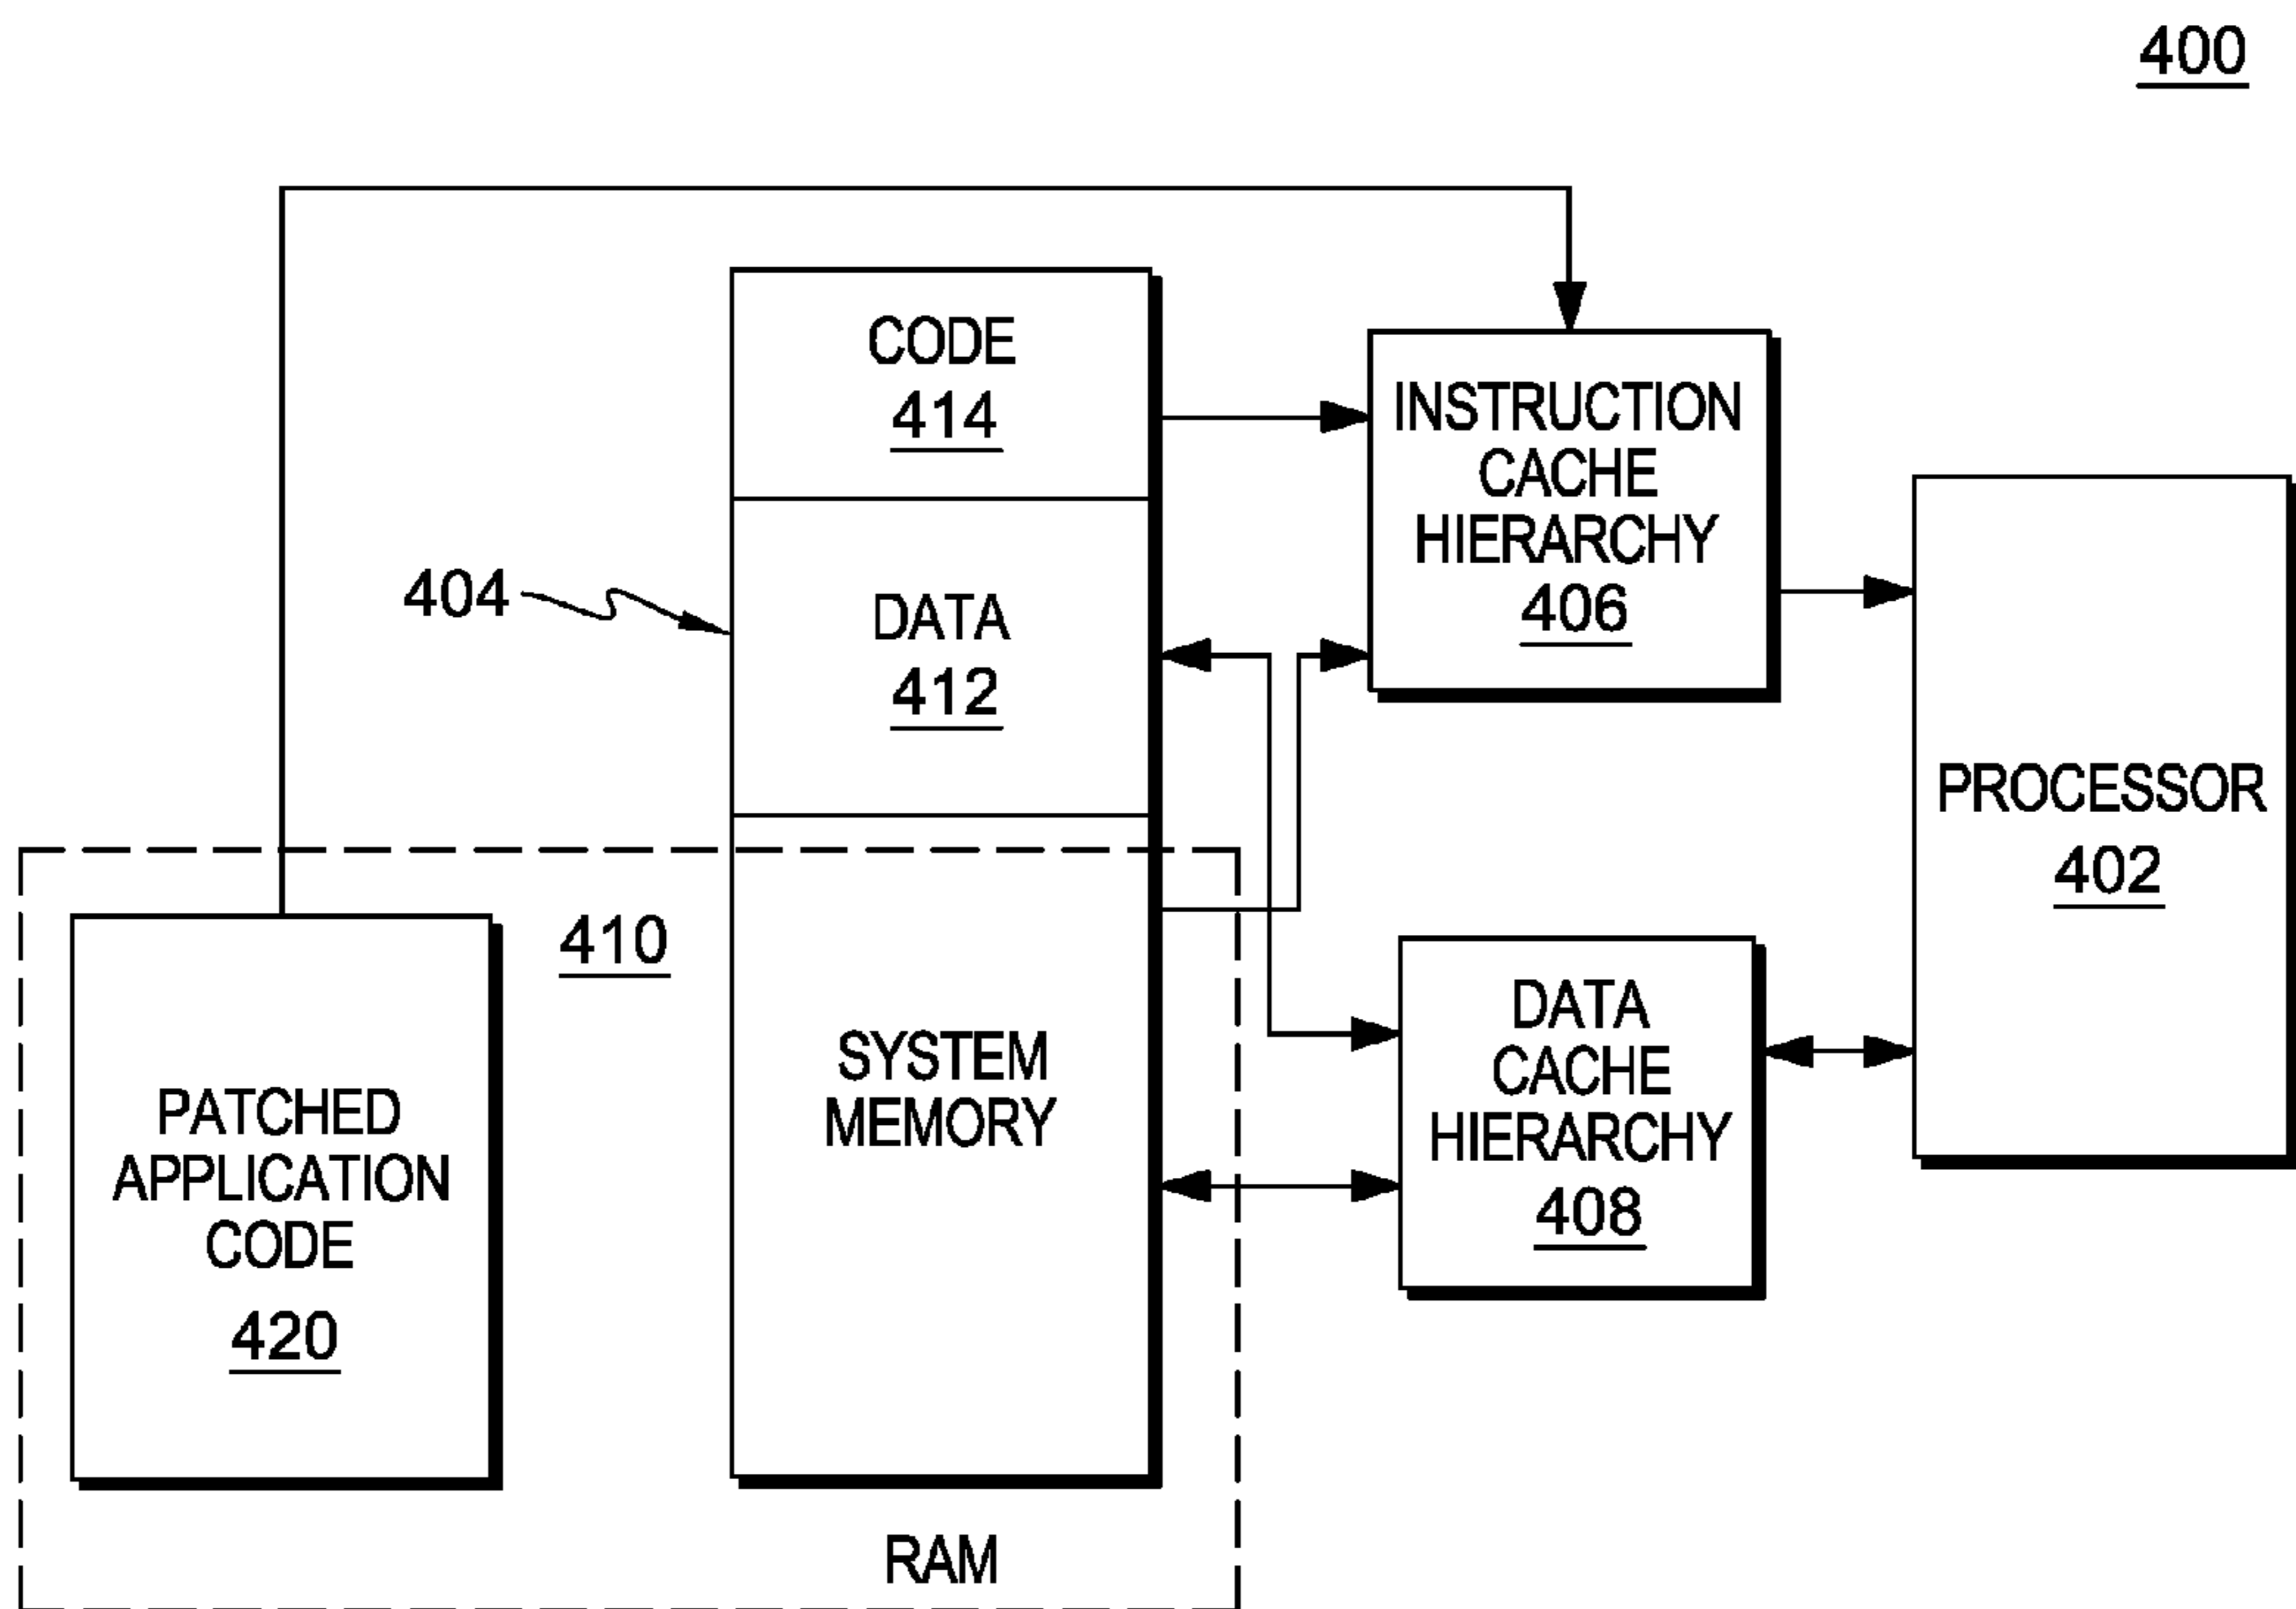 400
CODE
414
INSTRUCTION
CACHE
HIERARCHY
406
404
DATA
412
PROCESSOR
402
410
PATCHED
APPLICATION
CODE
420
SYSTEM
MEMORY
DATA
CACHE
HIERARCHY
408
RAM